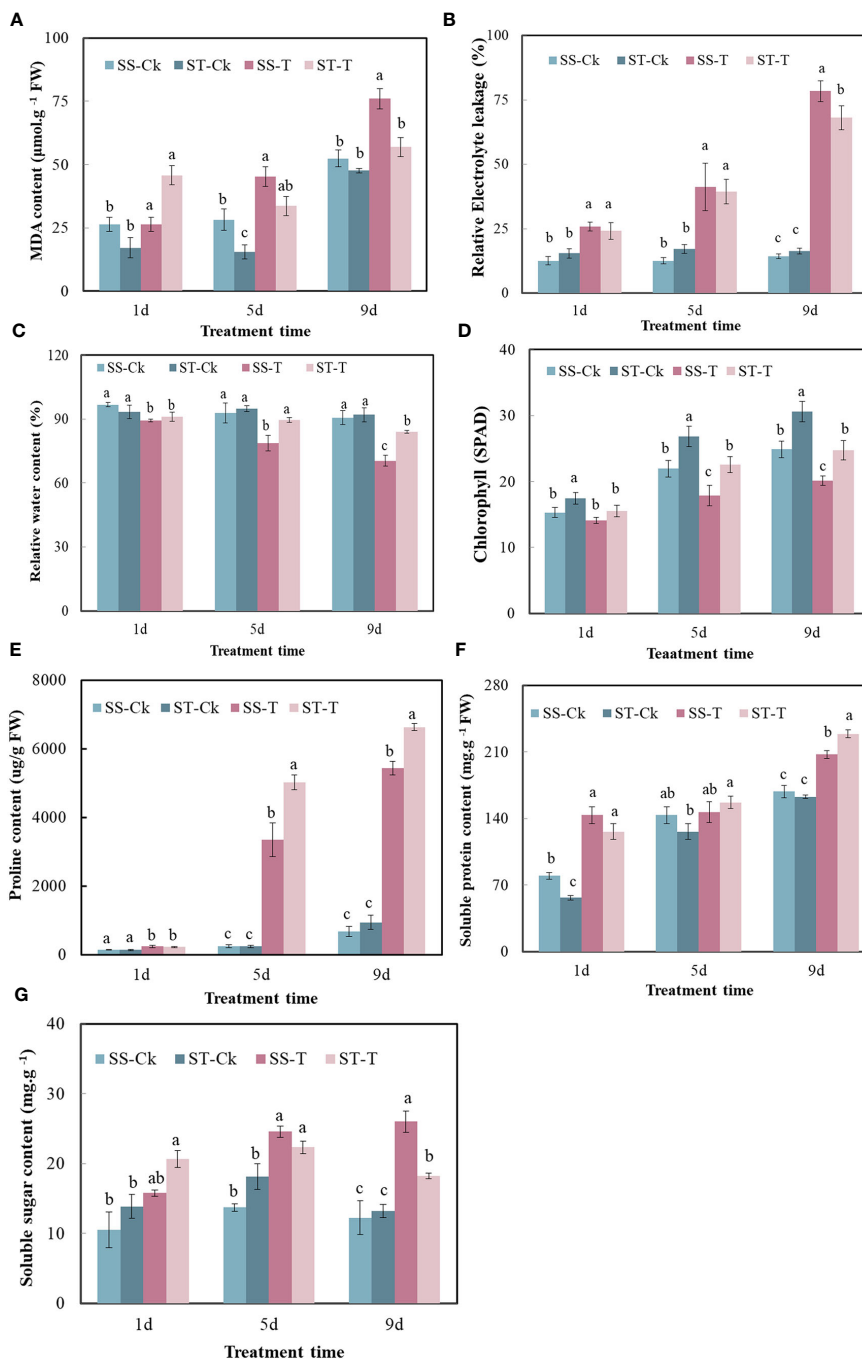 A
MDA content (µmol.g -1 FW)
100
75
50
25
0
SS-Ck ST-Ck SS-T ST-T
b b a a b c a ab b b a b
1d 5d 9d
Treatment time
B
Relative Electrolyte leakage (%)
100
75
50
25
0
SS-Ck ST-Ck SS-T ST-T
b b a a b b a a c c a b
1d 5d 9d
Treatment time
C
Relative water content (%)
120
90
60
30
0
SS-Ck ST-Ck SS-T ST-T
a a b b a a b a a a c b
1d 5d 9d
Treatment time
D
Chlorophyll (SPAD)
40
30
20
10
0
SS-Ck ST-Ck SS-T ST-T
b a b b b a c b b a c b
1d 5d 9d
Teaatment time
E
Proline content (ug/g FW)
8000
6000
4000
2000
0
SS-Ck ST-Ck SS-T ST-T
a a b b c c b a c c b a
1d 5d 9d
Treatment time
F
Soluble protein content (mg.g -1 FW)
280
210
140
70
0
SS-Ck ST-Ck SS-T ST-T
b c a a ab b ab a c c b a
1d 5d 9d
Treatment time
G
Soluble sugar content (mg.g -1)
40
30
20
10
0
SS-Ck ST-Ck SS-T ST-T
b b ab a b b a a c c a b
1d 5d 9d
Treatment time